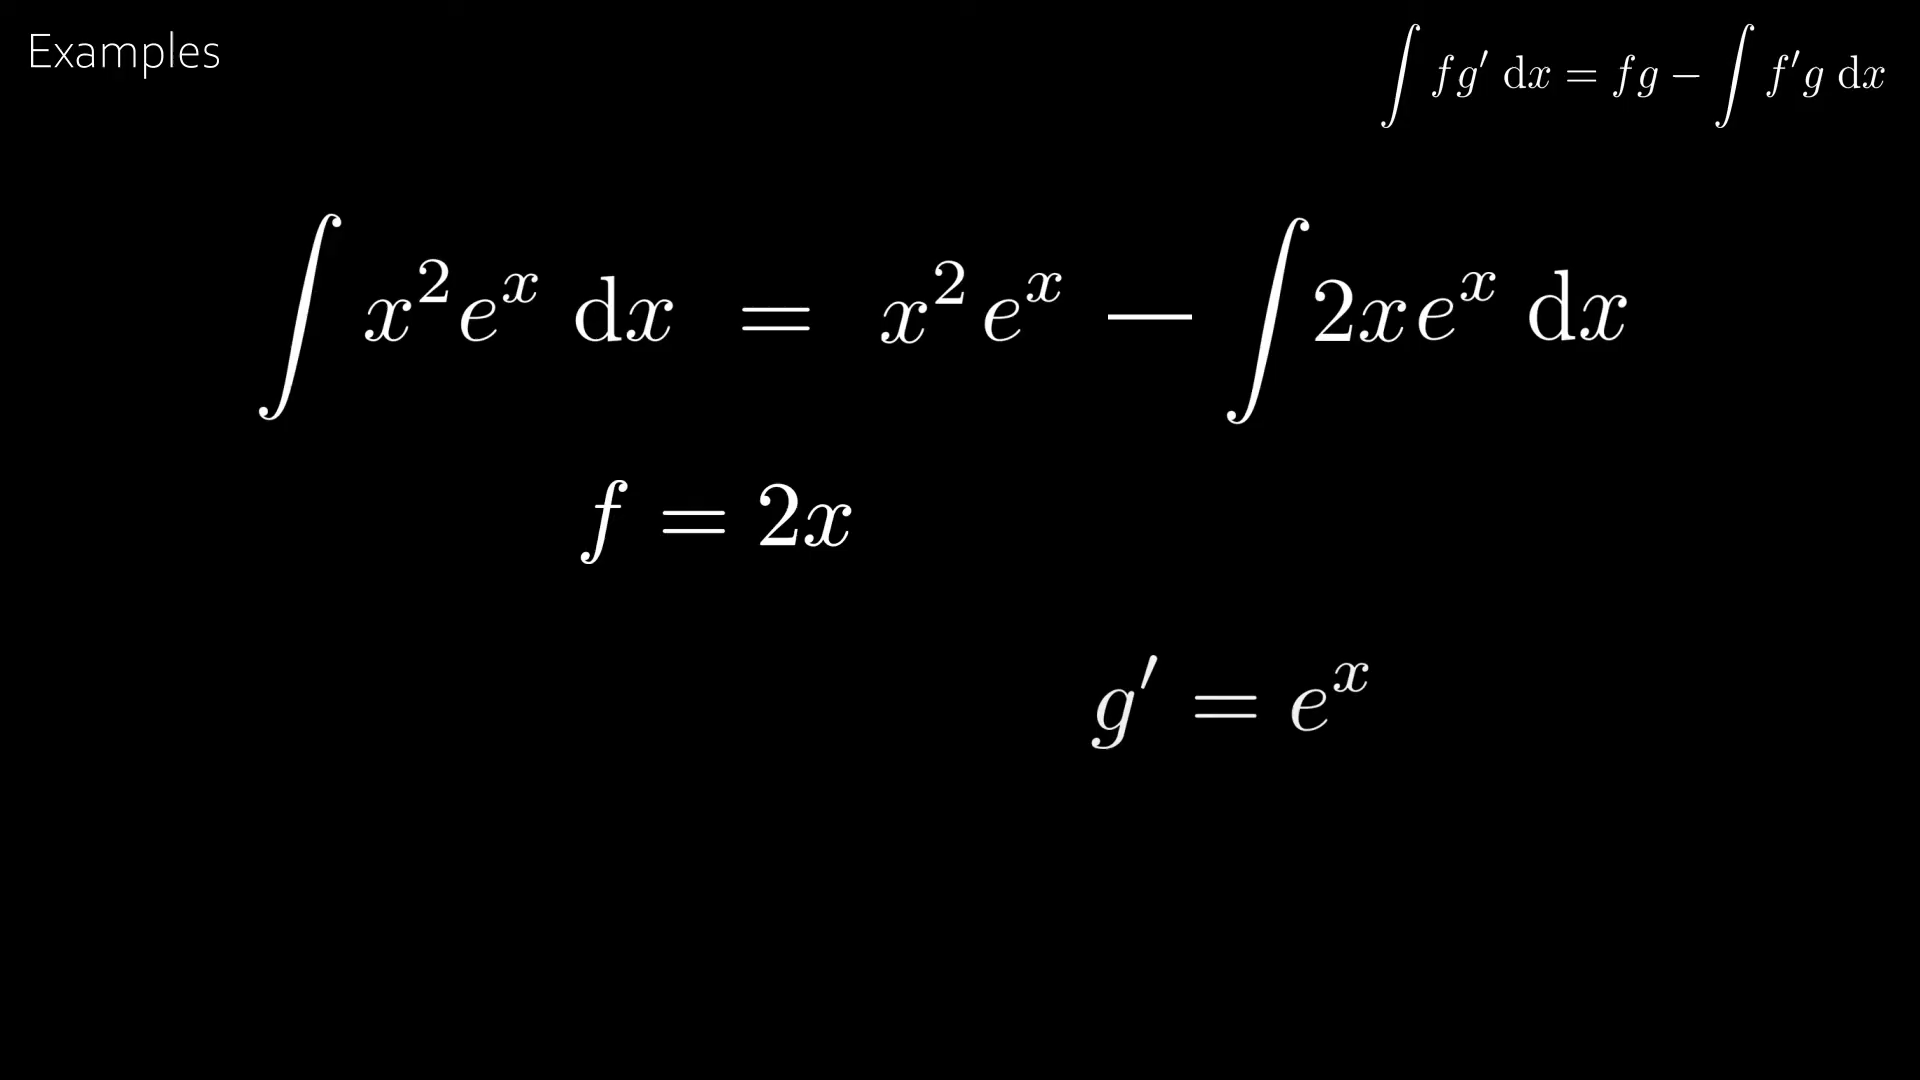 Examples
∫ fg′ dx = fg − ∫ f′g dx
∫ x²eˣ dx = x²eˣ − ∫ 2xeˣ dx
f = 2x
g′ = eˣ